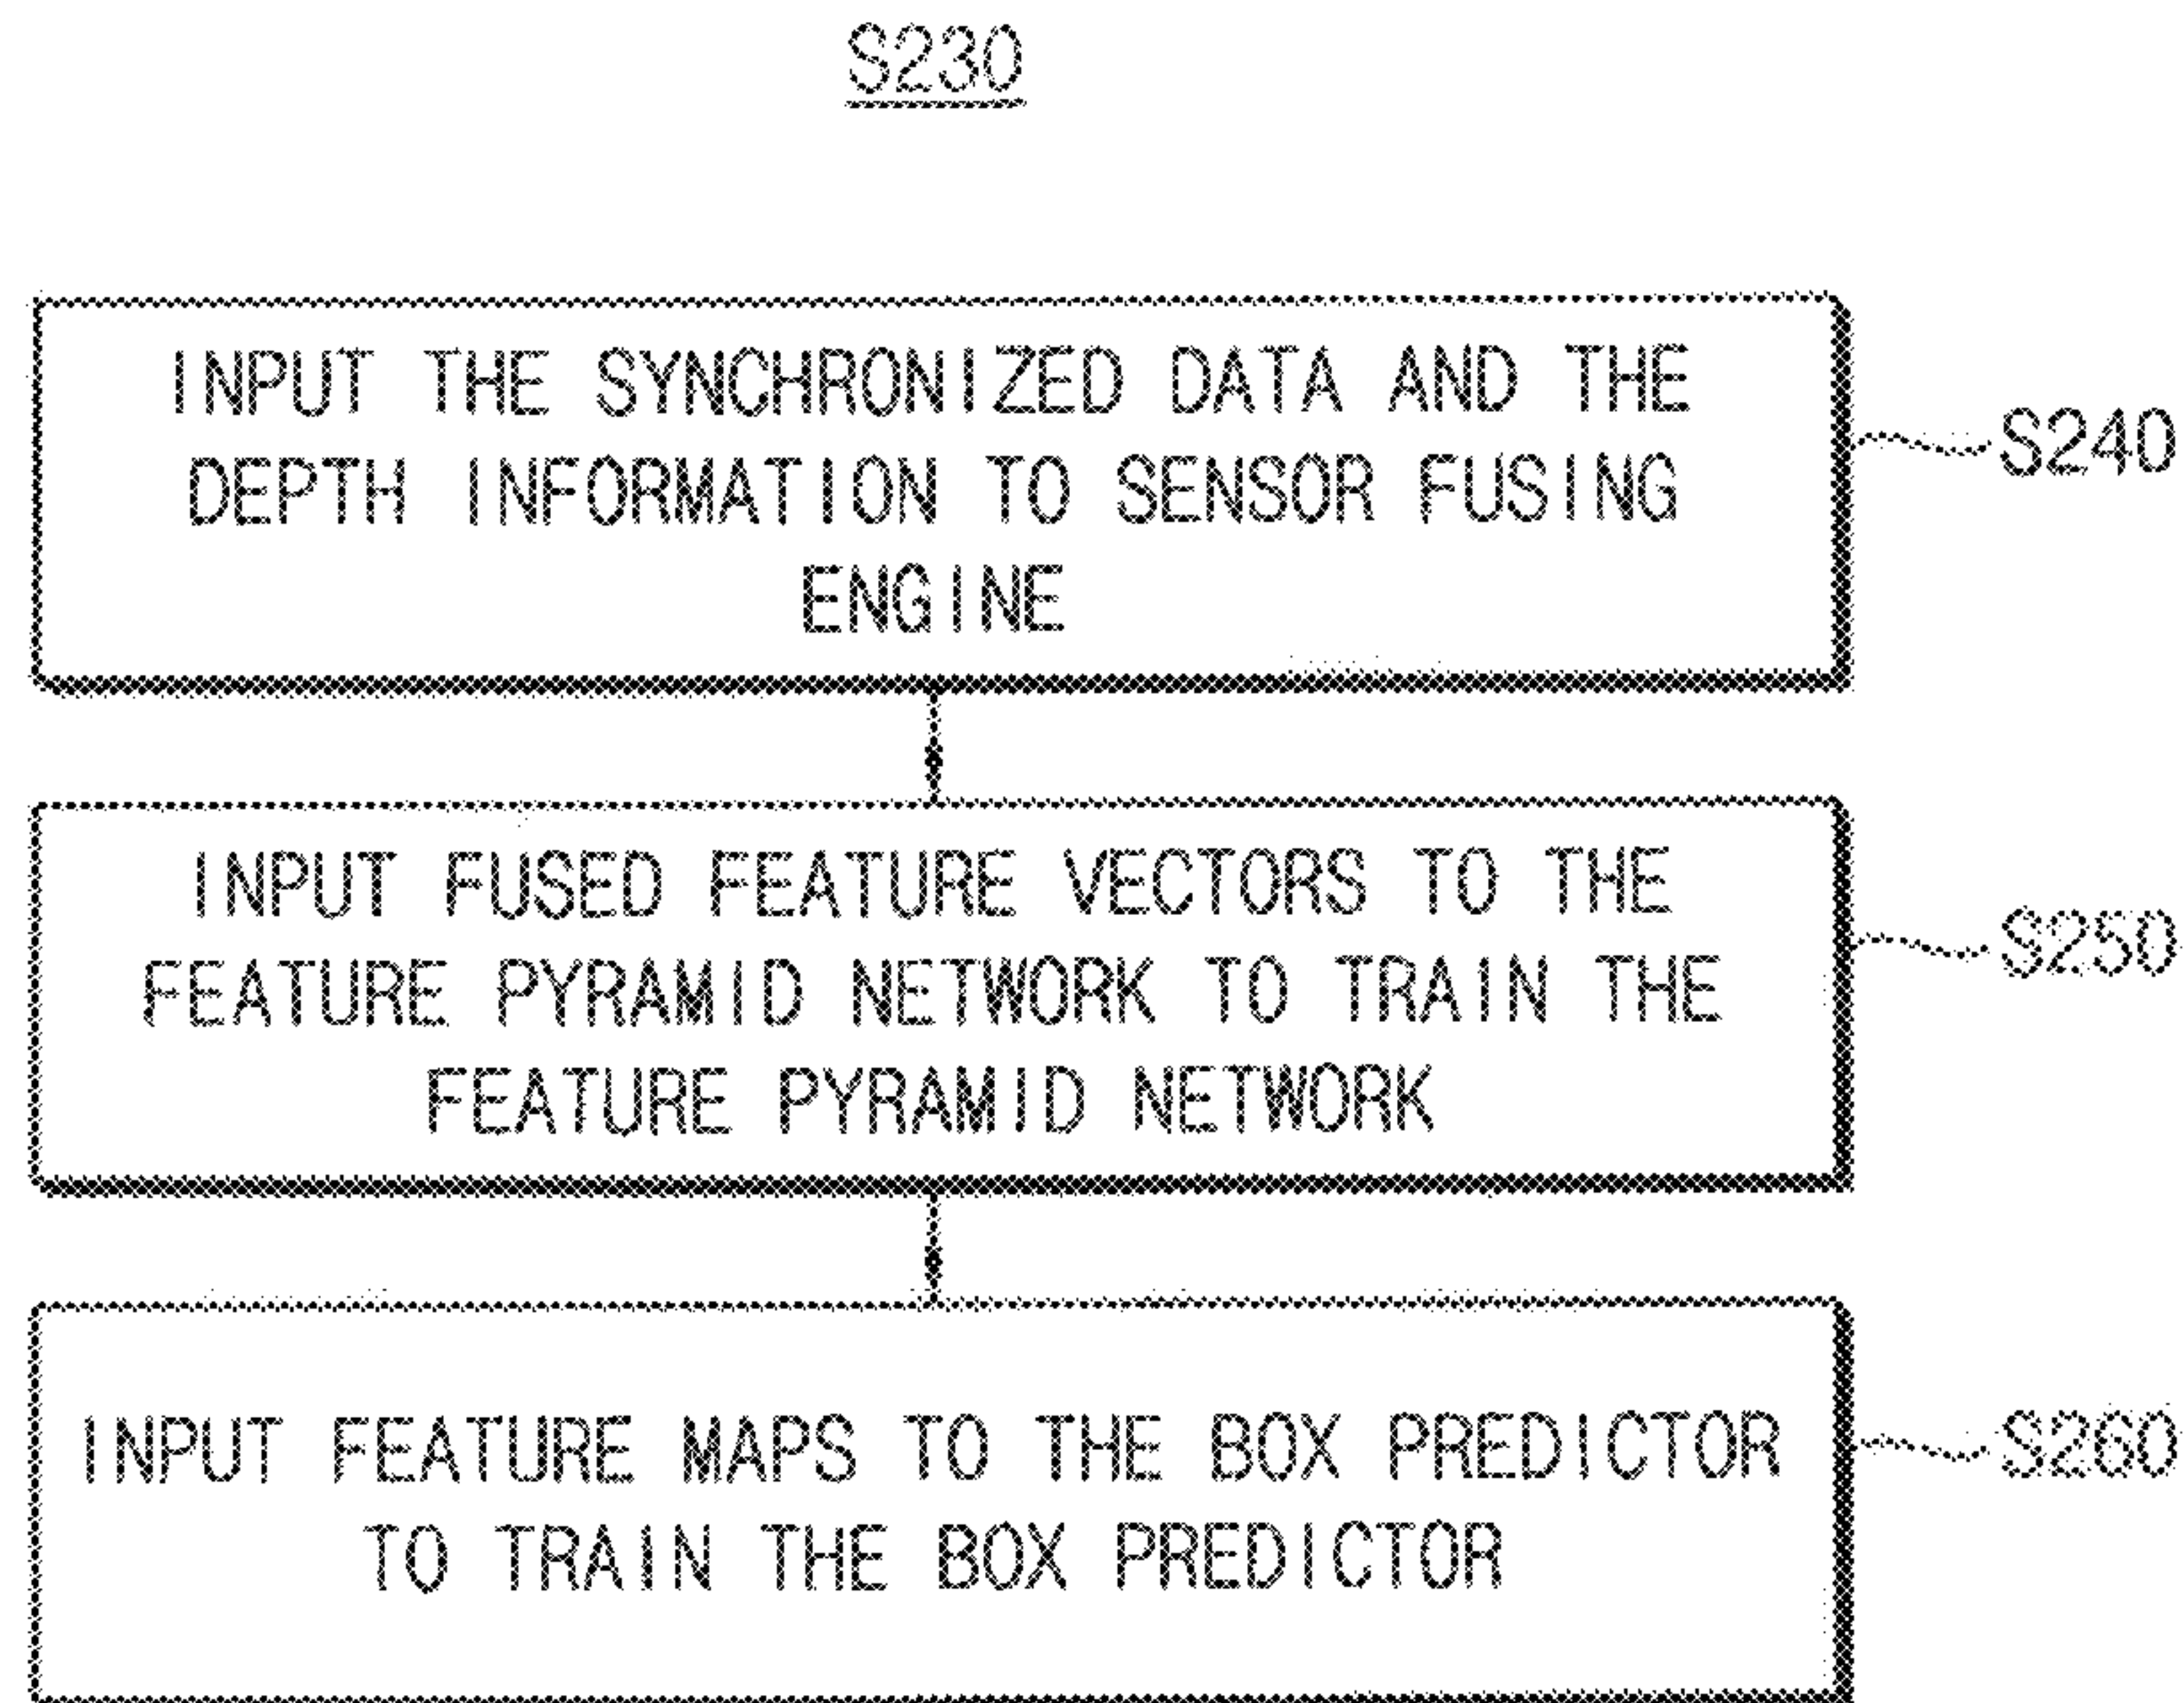 S230
INPUT THE SYNCHRONIZED DATA AND THE
DEPTH INFORMATION TO SENSOR FUSING
ENGINE
S240
INPUT FUSED FEATURE VECTORS TO THE
FEATURE PYRAMID NETWORK TO TRAIN THE
FEATURE PYRAMID NETWORK
S250
INPUT FEATURE MAPS TO THE BOX PREDICTOR
TO TRAIN THE BOX PREDICTOR
S260